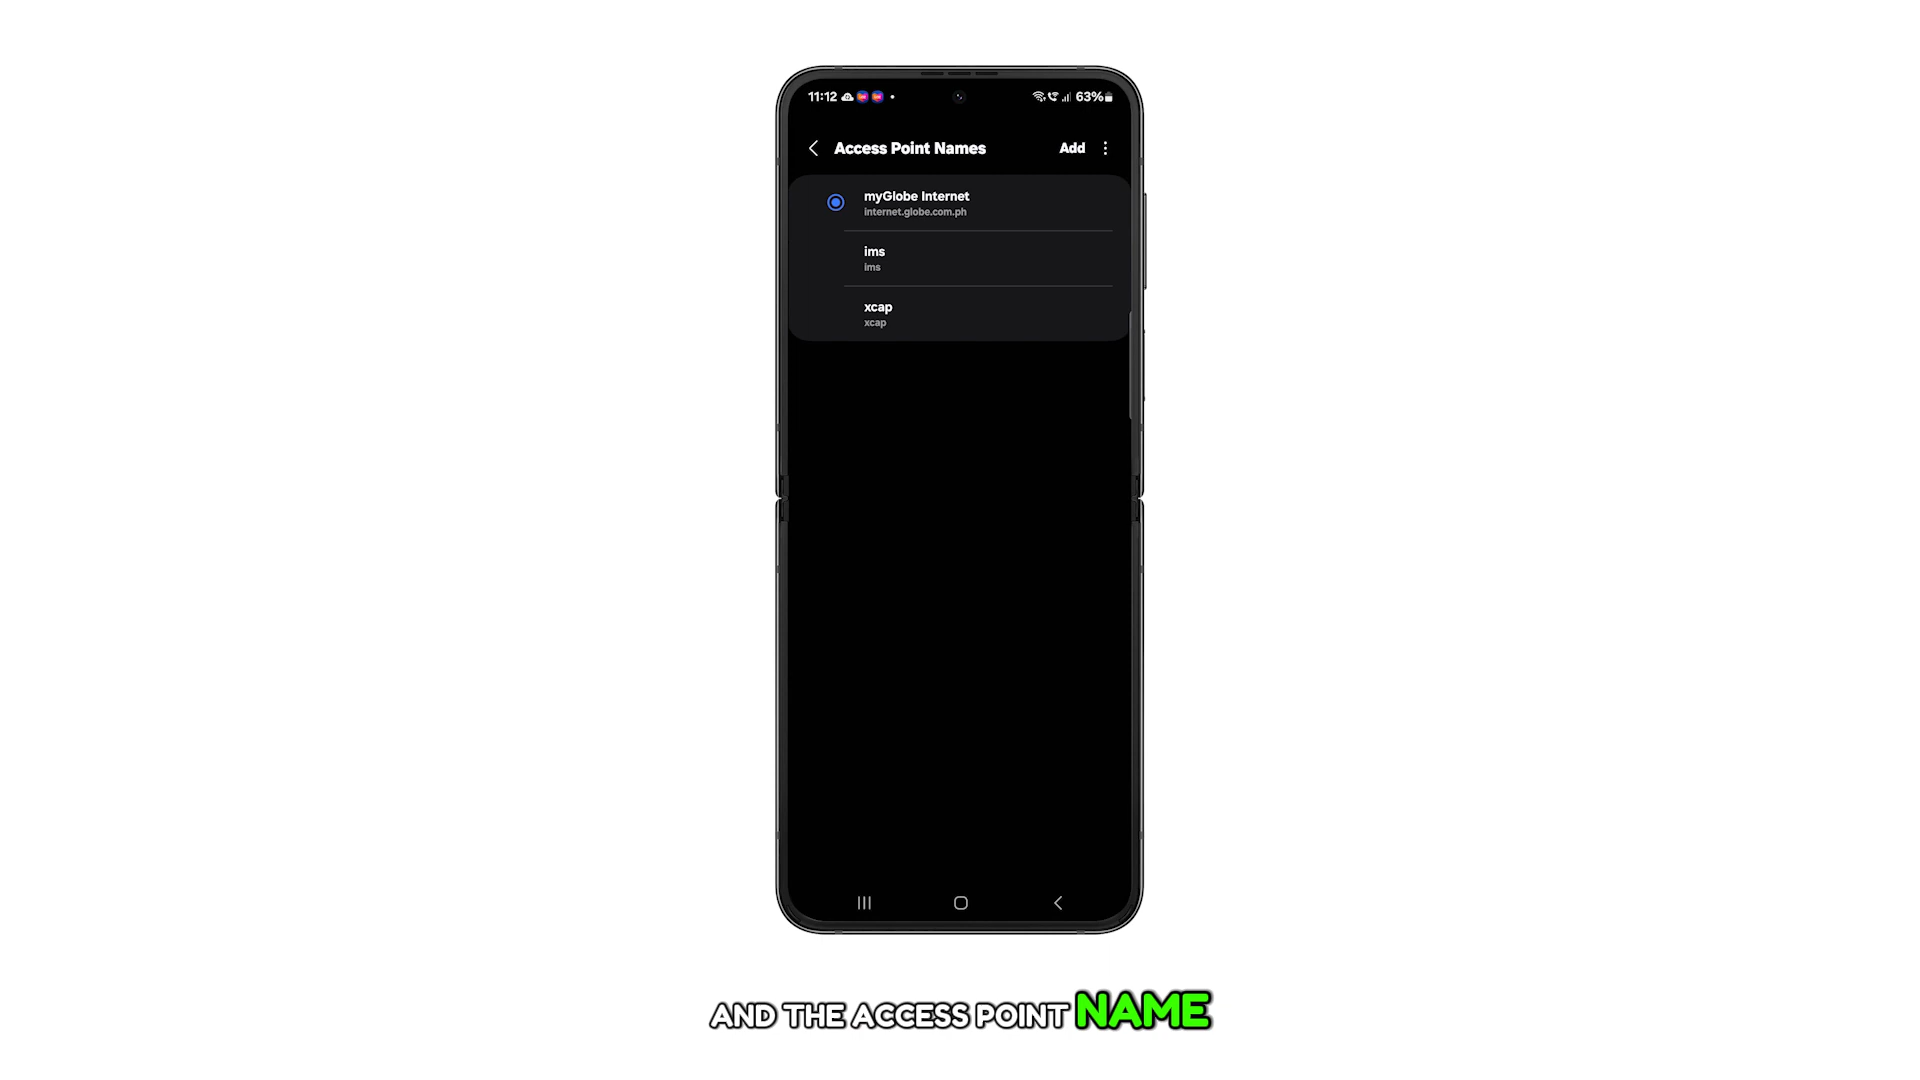 11:12 63%
Access Point Names Add
myGlobe Internet
internet.globe.com.ph
ims
ims
xcap
xcap
AND THE ACCESS POINT NAME